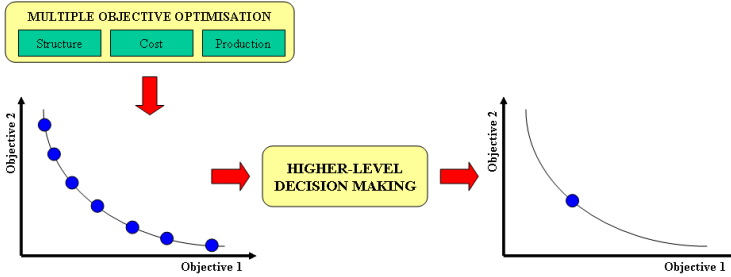 MULTIPLE OBJECTIVE OPTIMISATION
Structure
Cost
Production
Objective 2
Objective 1
HIGHER-LEVEL
DECISION MAKING
Objective 2
Objective 1